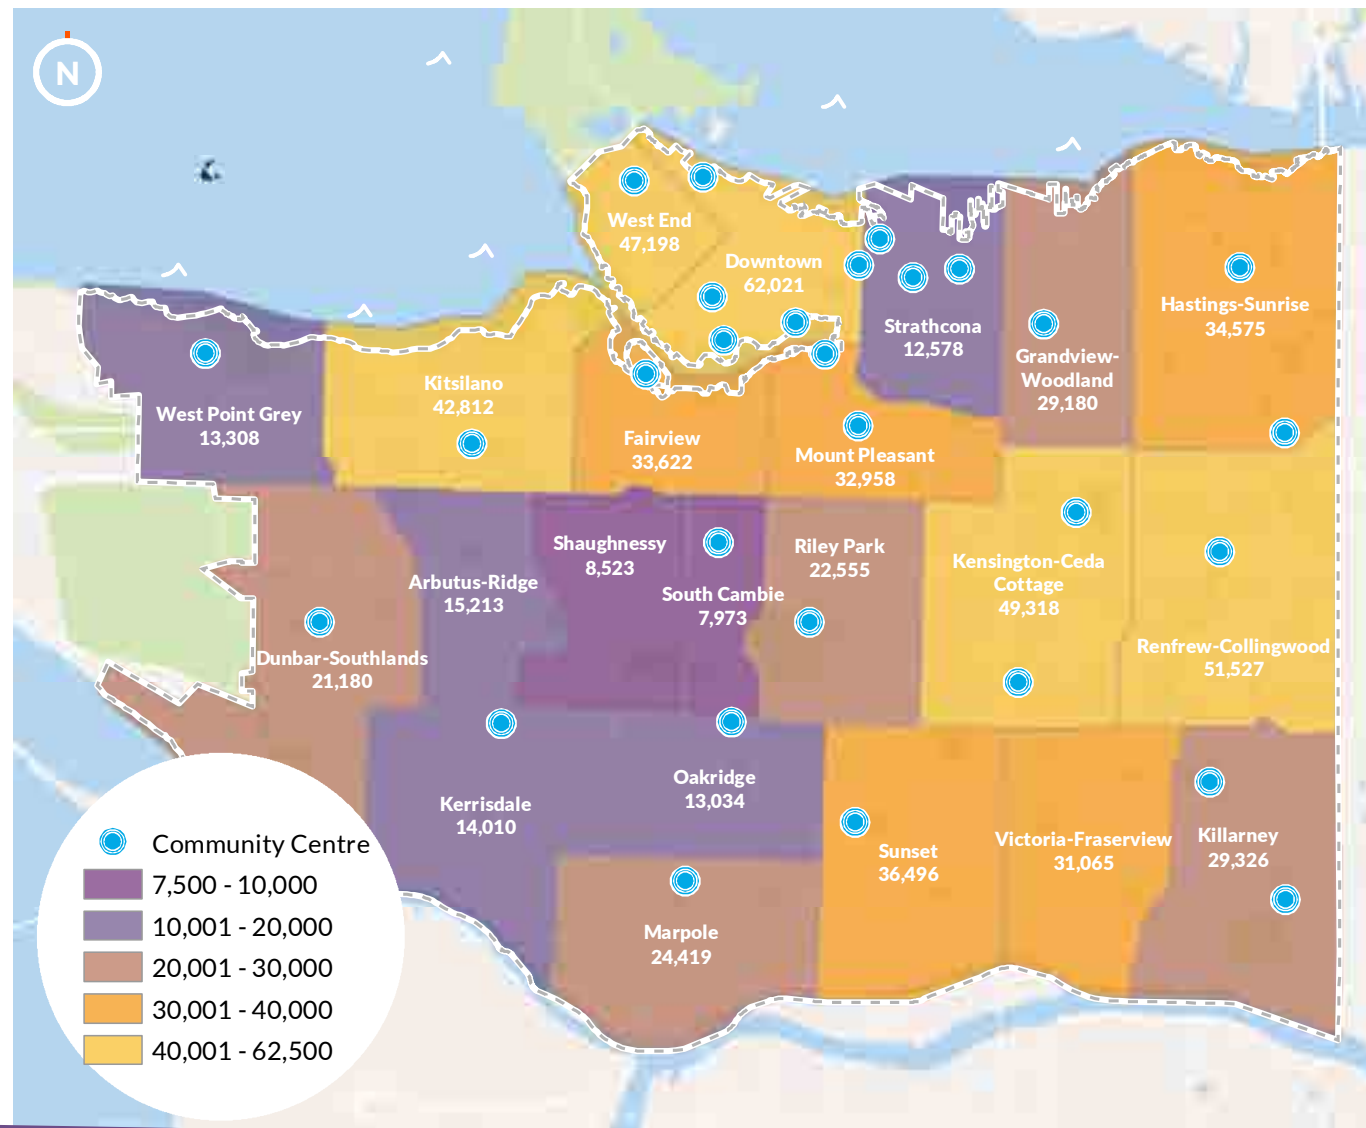 N
West End
47,198
Downtown
62,021
Strathcona
12,578
Grandview-
Woodland
29,180
Hastings-Sunrise
34,575
West Point Grey
13,308
Kitsilano
42,812
Fairview
33,622
Mount Pleasant
32,958
Dunbar-Southlands
21,180
Arbutus-Ridge
15,213
Shaughnessy
8,523
South Cambie
7,973
Riley Park
22,555
Kensington-Ceda
Cottage
49,318
Renfrew-Collingwood
51,527
Kerrisdale
14,010
Oakridge
13,034
Marpole
24,419
Sunset
36,496
Victoria-Fraserview
31,065
Killarney
29,326
Community Centre
7,500 - 10,000
10,001 - 20,000
20,001 - 30,000
30,001 - 40,000
40,001 - 62,500